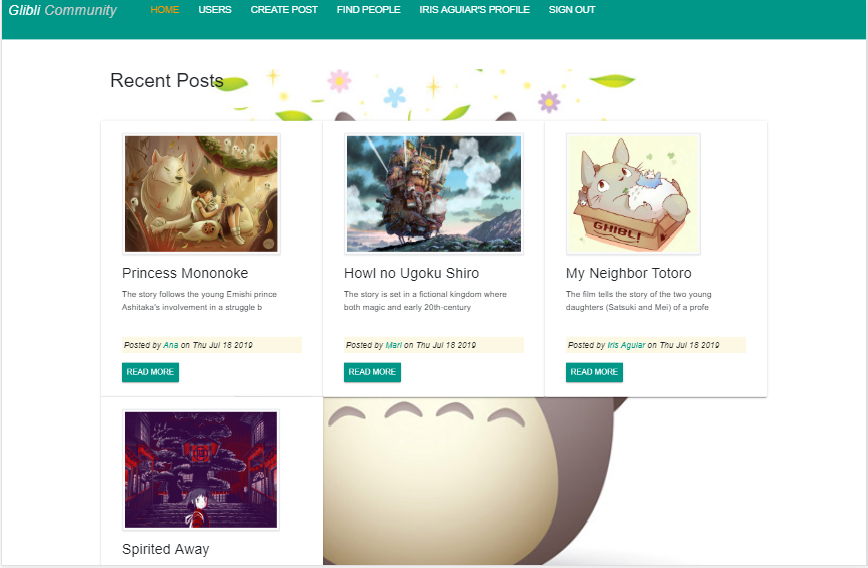 Glibli Community HOME USERS CREATE POST FIND PEOPLE IRIS AGUIAR'S PROFILE SIGN OUT
Recent Posts
GHIBLI
Princess Mononoke
The story follows the young Emishi prince
Ashitaka's involvement in a struggle b
Posted by Ana on Thu Jul 18 2019
READ MORE
Howl no Ugoku Shiro
The story is set in a fictional kingdom where
both magic and early 20th-century
Posted by Mari on Thu Jul 18 2019
READ MORE
My Neighbor Totoro
The film tells the story of the two young
daughters (Satsuki and Mei) of a profe
Posted by Iris Aguiar on Thu Jul 18 2019
READ MORE
Spirited Away